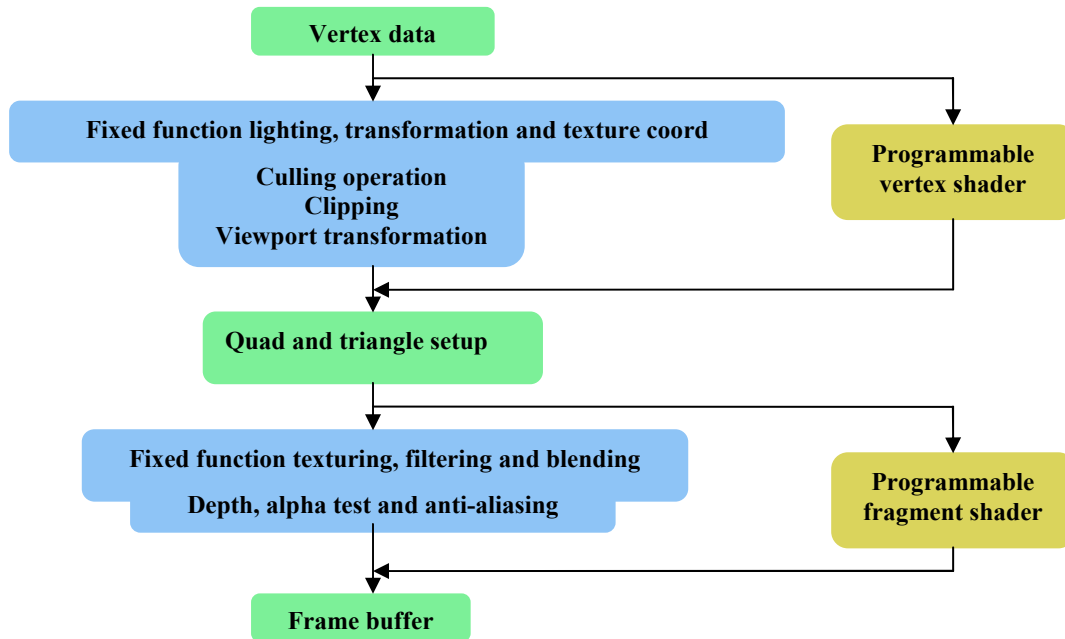 Vertex data
Fixed function lighting, transformation and texture coord
Culling operation
Clipping
Viewport transformation
Programmable
vertex shader
Quad and triangle setup
Fixed function texturing, filtering and blending
Depth, alpha test and anti-aliasing
Programmable
fragment shader
Frame buffer